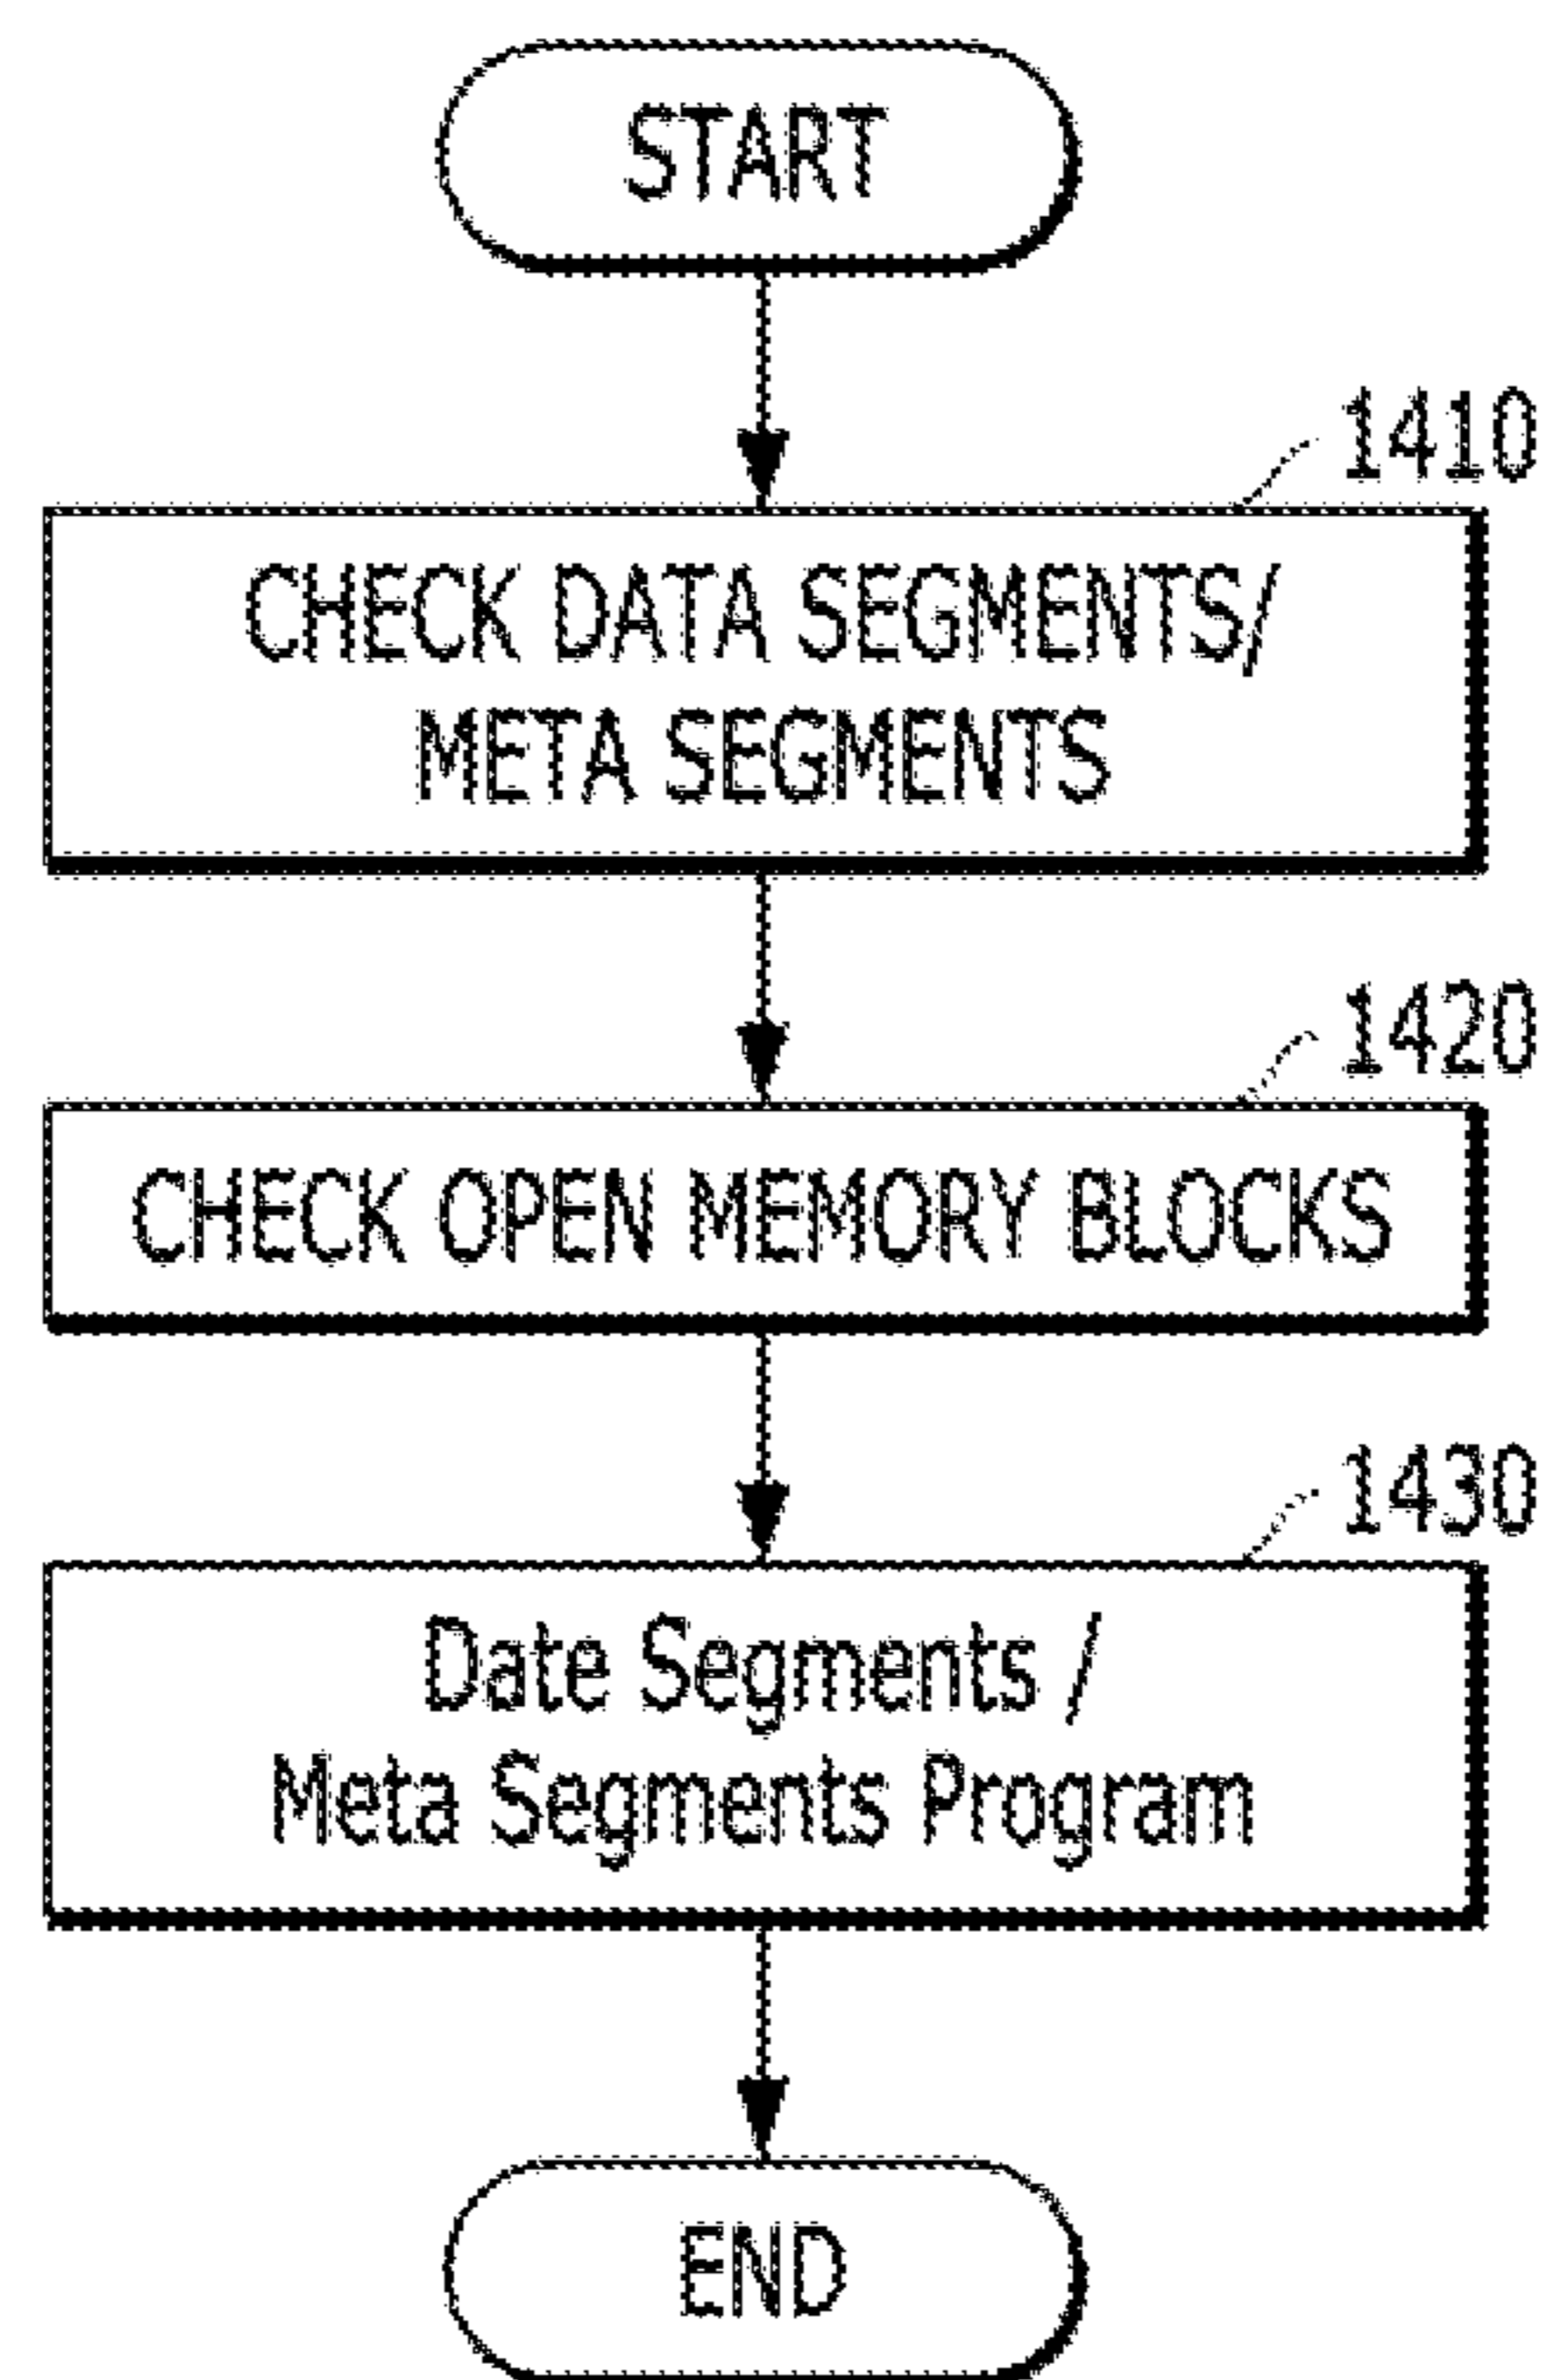 START
1410
CHECK DATA SEGMENTS/
META SEGMENTS
1420
CHECK OPEN MEMORY BLOCKS
1430
Date Segments /
Meta Segments Program
END